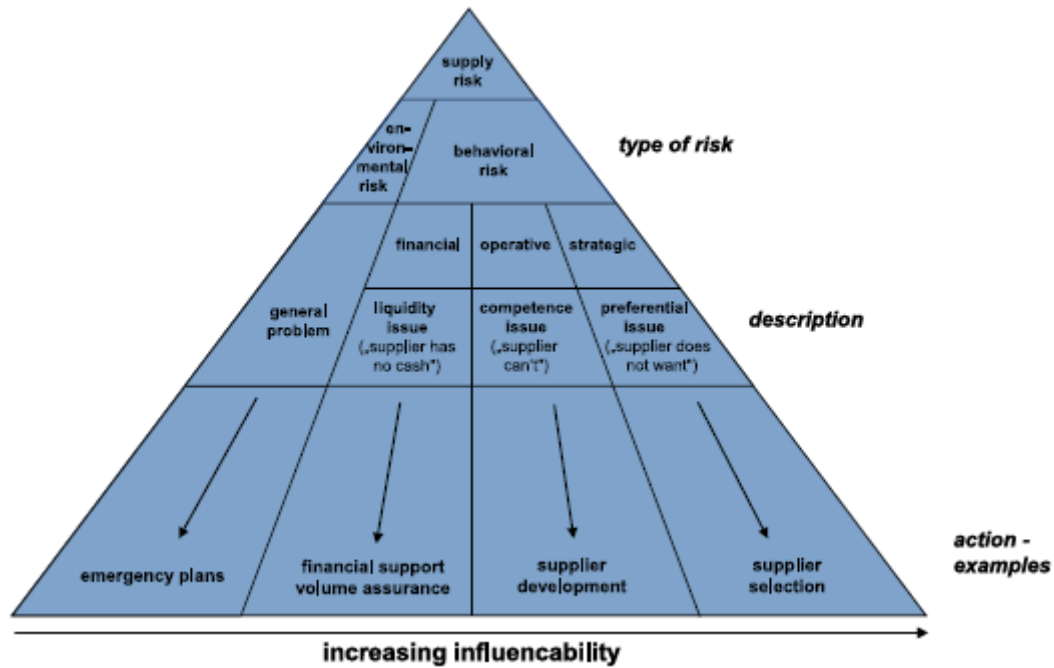 supply
risk
en-
viron-
mental
risk
behavioral
risk
type of risk
financial
operative
strategic
general
problem
liquidity
issue
(„supplier has
no cash")
competence
issue
(„supplier
can't")
preferential
issue
(„supplier does
not want")
description
emergency plans
financial support
volume assurance
supplier
development
supplier
selection
action -
examples
increasing influencability